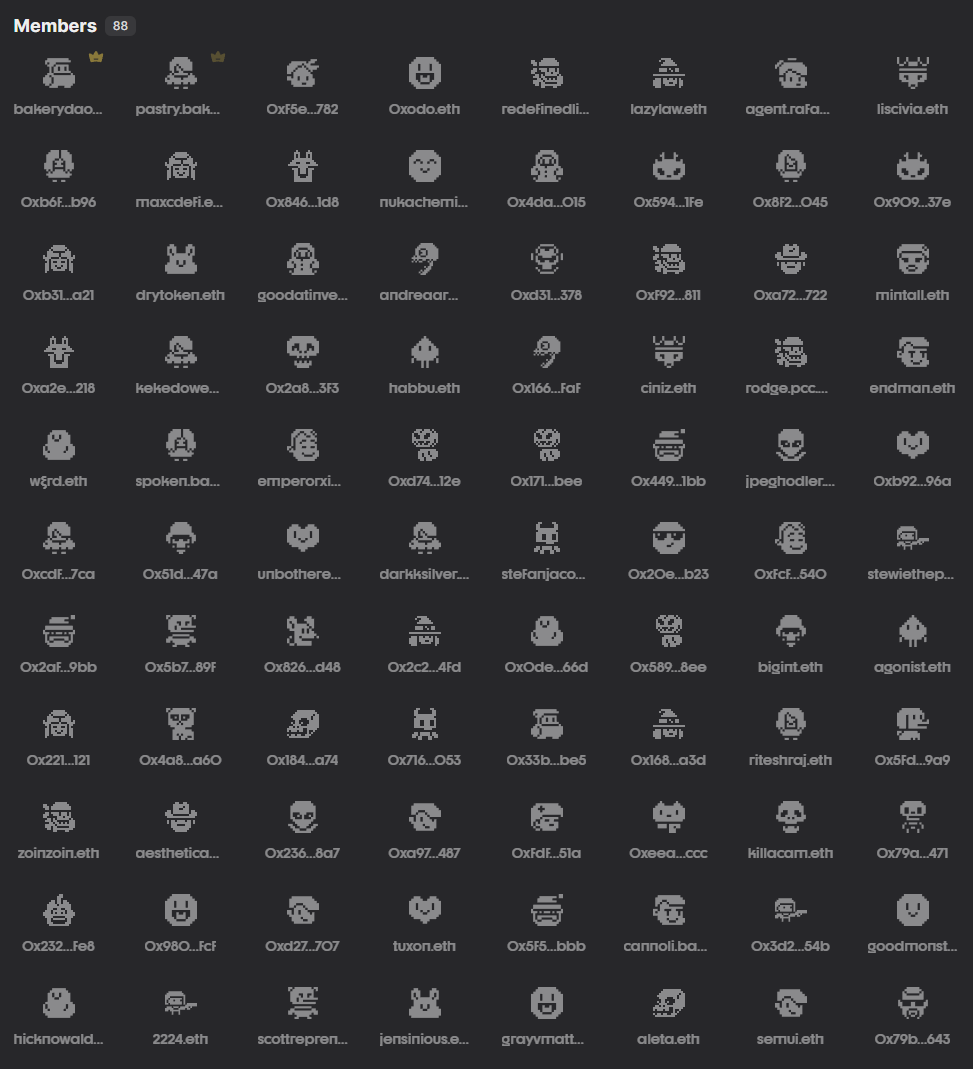 Members 88
bakerydao... pastry.bak... 0xf5e...782 0xodo.eth redefinedli... lazylaw.eth agent.rafa... liscivia.eth
0xb6f...b96 maxcdefi.e... 0x846...1d8 nukachemi... 0x4da...015 0x594...1fe 0x8f2...045 0x909...37e
0xb31...a21 drytoken.eth goodatinve... andreaar... 0xd31...378 0xf92...811 0xa72...722 mintall.eth
0xa2e...218 kekedowe... 0x2a8...3f3 habbu.eth 0x166...faf ciniz.eth rodge.pcc.... endman.eth
wξrd.eth spoken.ba... emperorxi... 0xd74...12e 0x171...bee 0x449...1bb jpeghodler.... 0xb92...96a
0xcdf...7ca 0x51d...47a unbothere... darkksilver.... stefanjaco... 0x20e...b23 0xfcf...540 stewiethep...
0x2af...9bb 0x5b7...89f 0x826...d48 0x2c2...4fd 0x0de...66d 0x589...8ee bigint.eth agonist.eth
0x221...121 0x4a8...a60 0x184...a74 0x716...053 0x33b...be5 0x168...a3d riteshraj.eth 0x5fd...9a9
zoinzoin.eth aesthetica... 0x236...8a7 0xa97...487 0xfdf...51a 0xeea...ccc killacam.eth 0x79a...471
0x232...fe8 0x980...fcf 0xd27...707 tuxon.eth 0x5f5...bbb cannoli.ba... 0x3d2...54b goodmonst...
hicknowald... 2224.eth scottrepren... jensinious.e... grayvmatt... aleta.eth semui.eth 0x79b...643